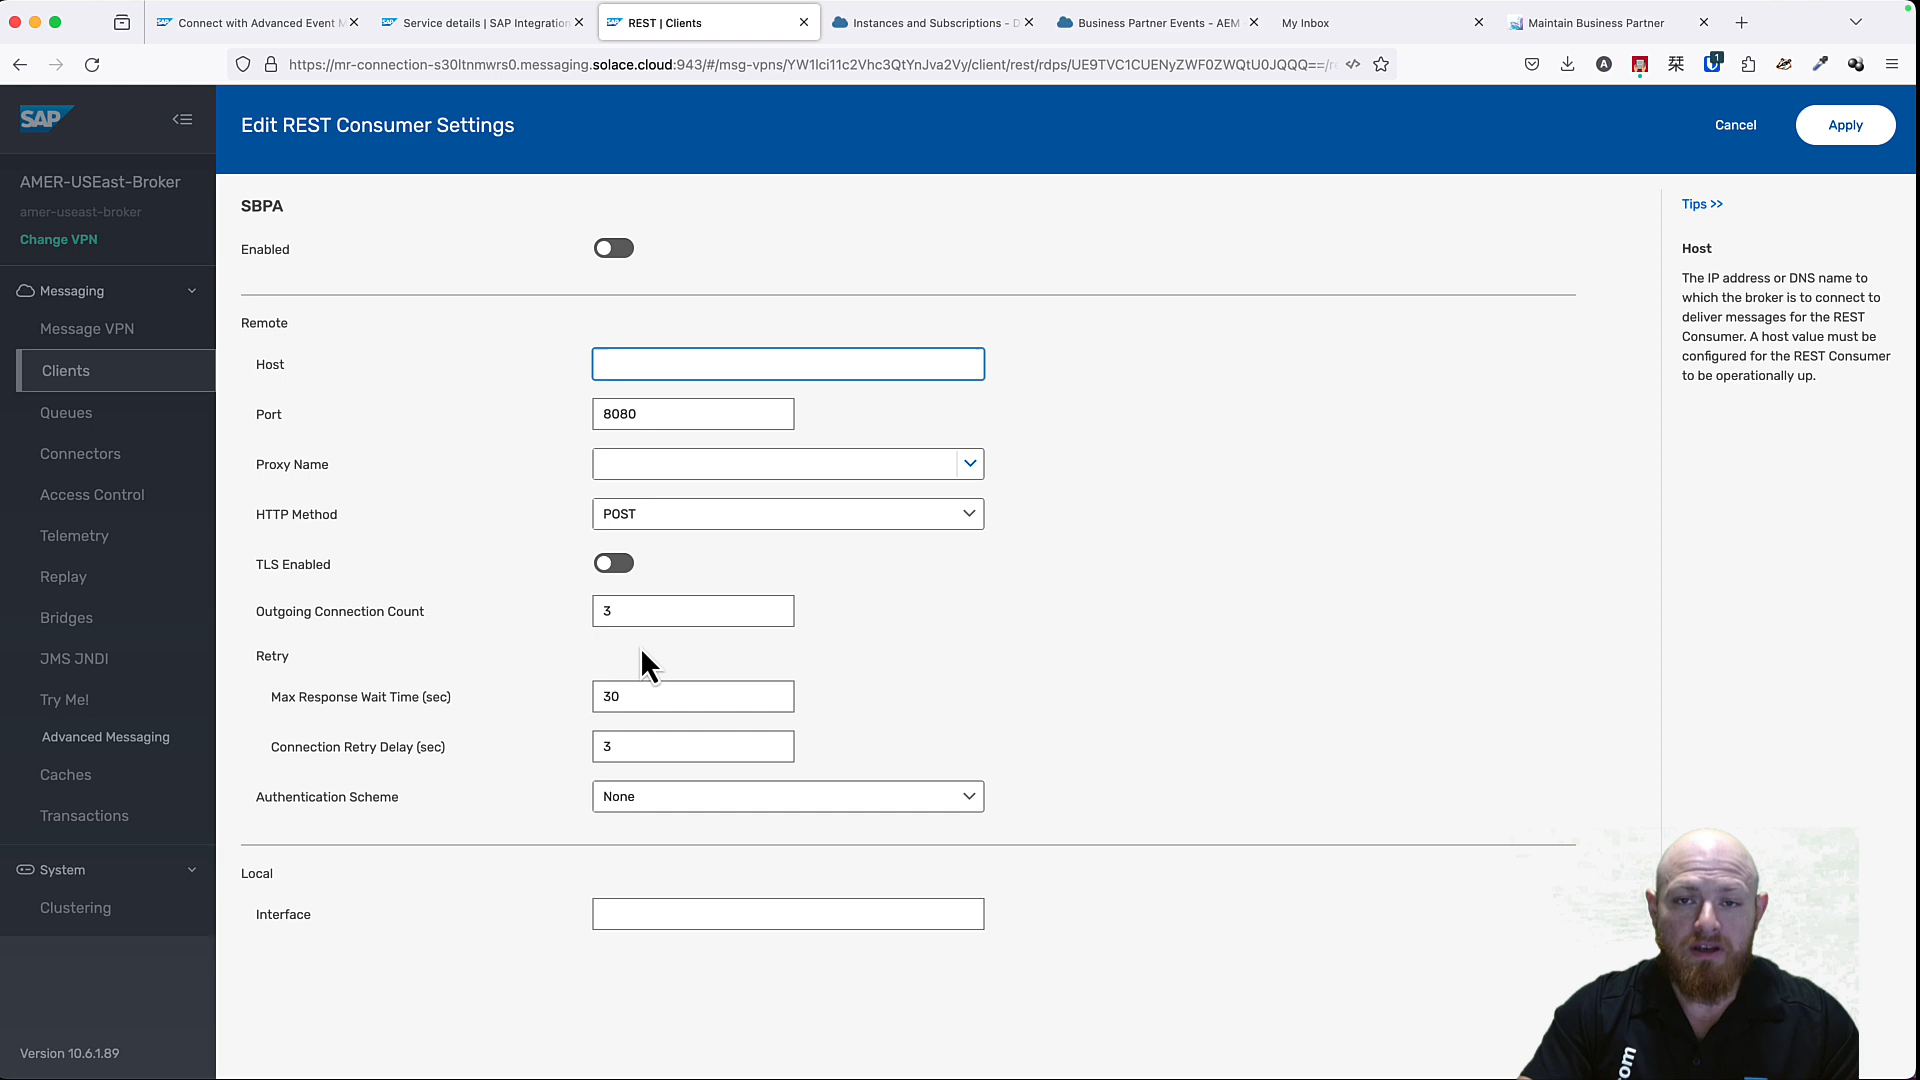 Connect with Advanced Event M
Service details | SAP Integration
REST | Clients
Instances and Subscriptions - D
Business Partner Events - AEM
My Inbox
Maintain Business Partner
https://mr-connection-s30ltnmwrs0.messaging.solace.cloud:943/#/msg-vpns/YW1lci11c2Vhc3QtYnJva2Vy/client/rest/rdps/UE9TVC1CUENyZWF0ZWQtU0JQQQ==/r
1
SAP
Edit REST Consumer Settings
Cancel
Apply
AMER-USEast-Broker
amer-useast-broker
Change VPN
Messaging
Message VPN
Clients
Queues
Connectors
Access Control
Telemetry
Replay
Bridges
JMS JNDI
Try Me!
Advanced Messaging
Caches
Transactions
System
Clustering
Version 10.6.1.89
SBPA
Enabled
Remote
Host
Port
8080
Proxy Name
HTTP Method
POST
TLS Enabled
Outgoing Connection Count
3
Retry
Max Response Wait Time (sec)
30
Connection Retry Delay (sec)
3
Authentication Scheme
None
Local
Interface
Tips >>
Host
The IP address or DNS name to
which the broker is to connect to
deliver messages for the REST
Consumer. A host value must be
configured for the REST Consumer
to be operationally up.
com